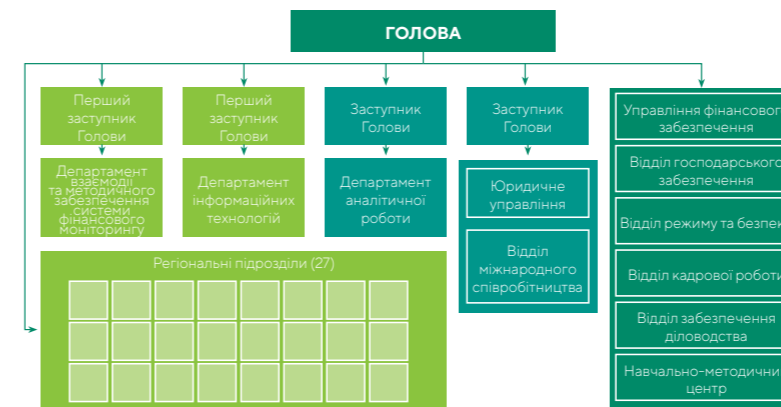 ГОЛОВА
Перший
заступник
Голови
Перший
заступник
Голови
Заступник
Голови
Заступник
Голови
Департамент
взаємодії
та методичного
забезпечення
системи
фінансового
моніторингу
Департамент
інформаційних
технологій
Департамент
аналітичної
роботи
Юридичне
управління
Відділ
міжнародного
співробітництва
Регіональні підрозділи (27)
Управління фінансовог
забезпечення
Відділ господарського
забезпечення
Відділ режиму та безпек
Відділ кадрової роботи
Відділ забезпечення
діловодства
Навчально-методични
центр